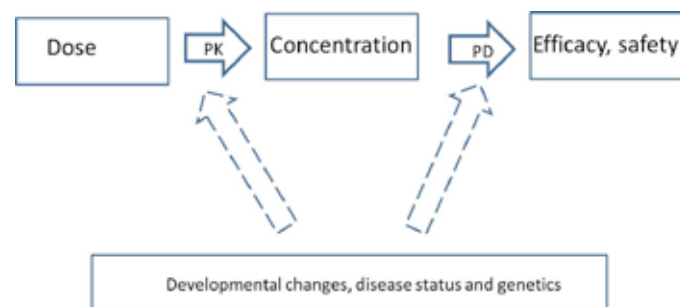 Dose
PK
Concentration
PD
Efficacy, safety
Developmental changes, disease status and genetics